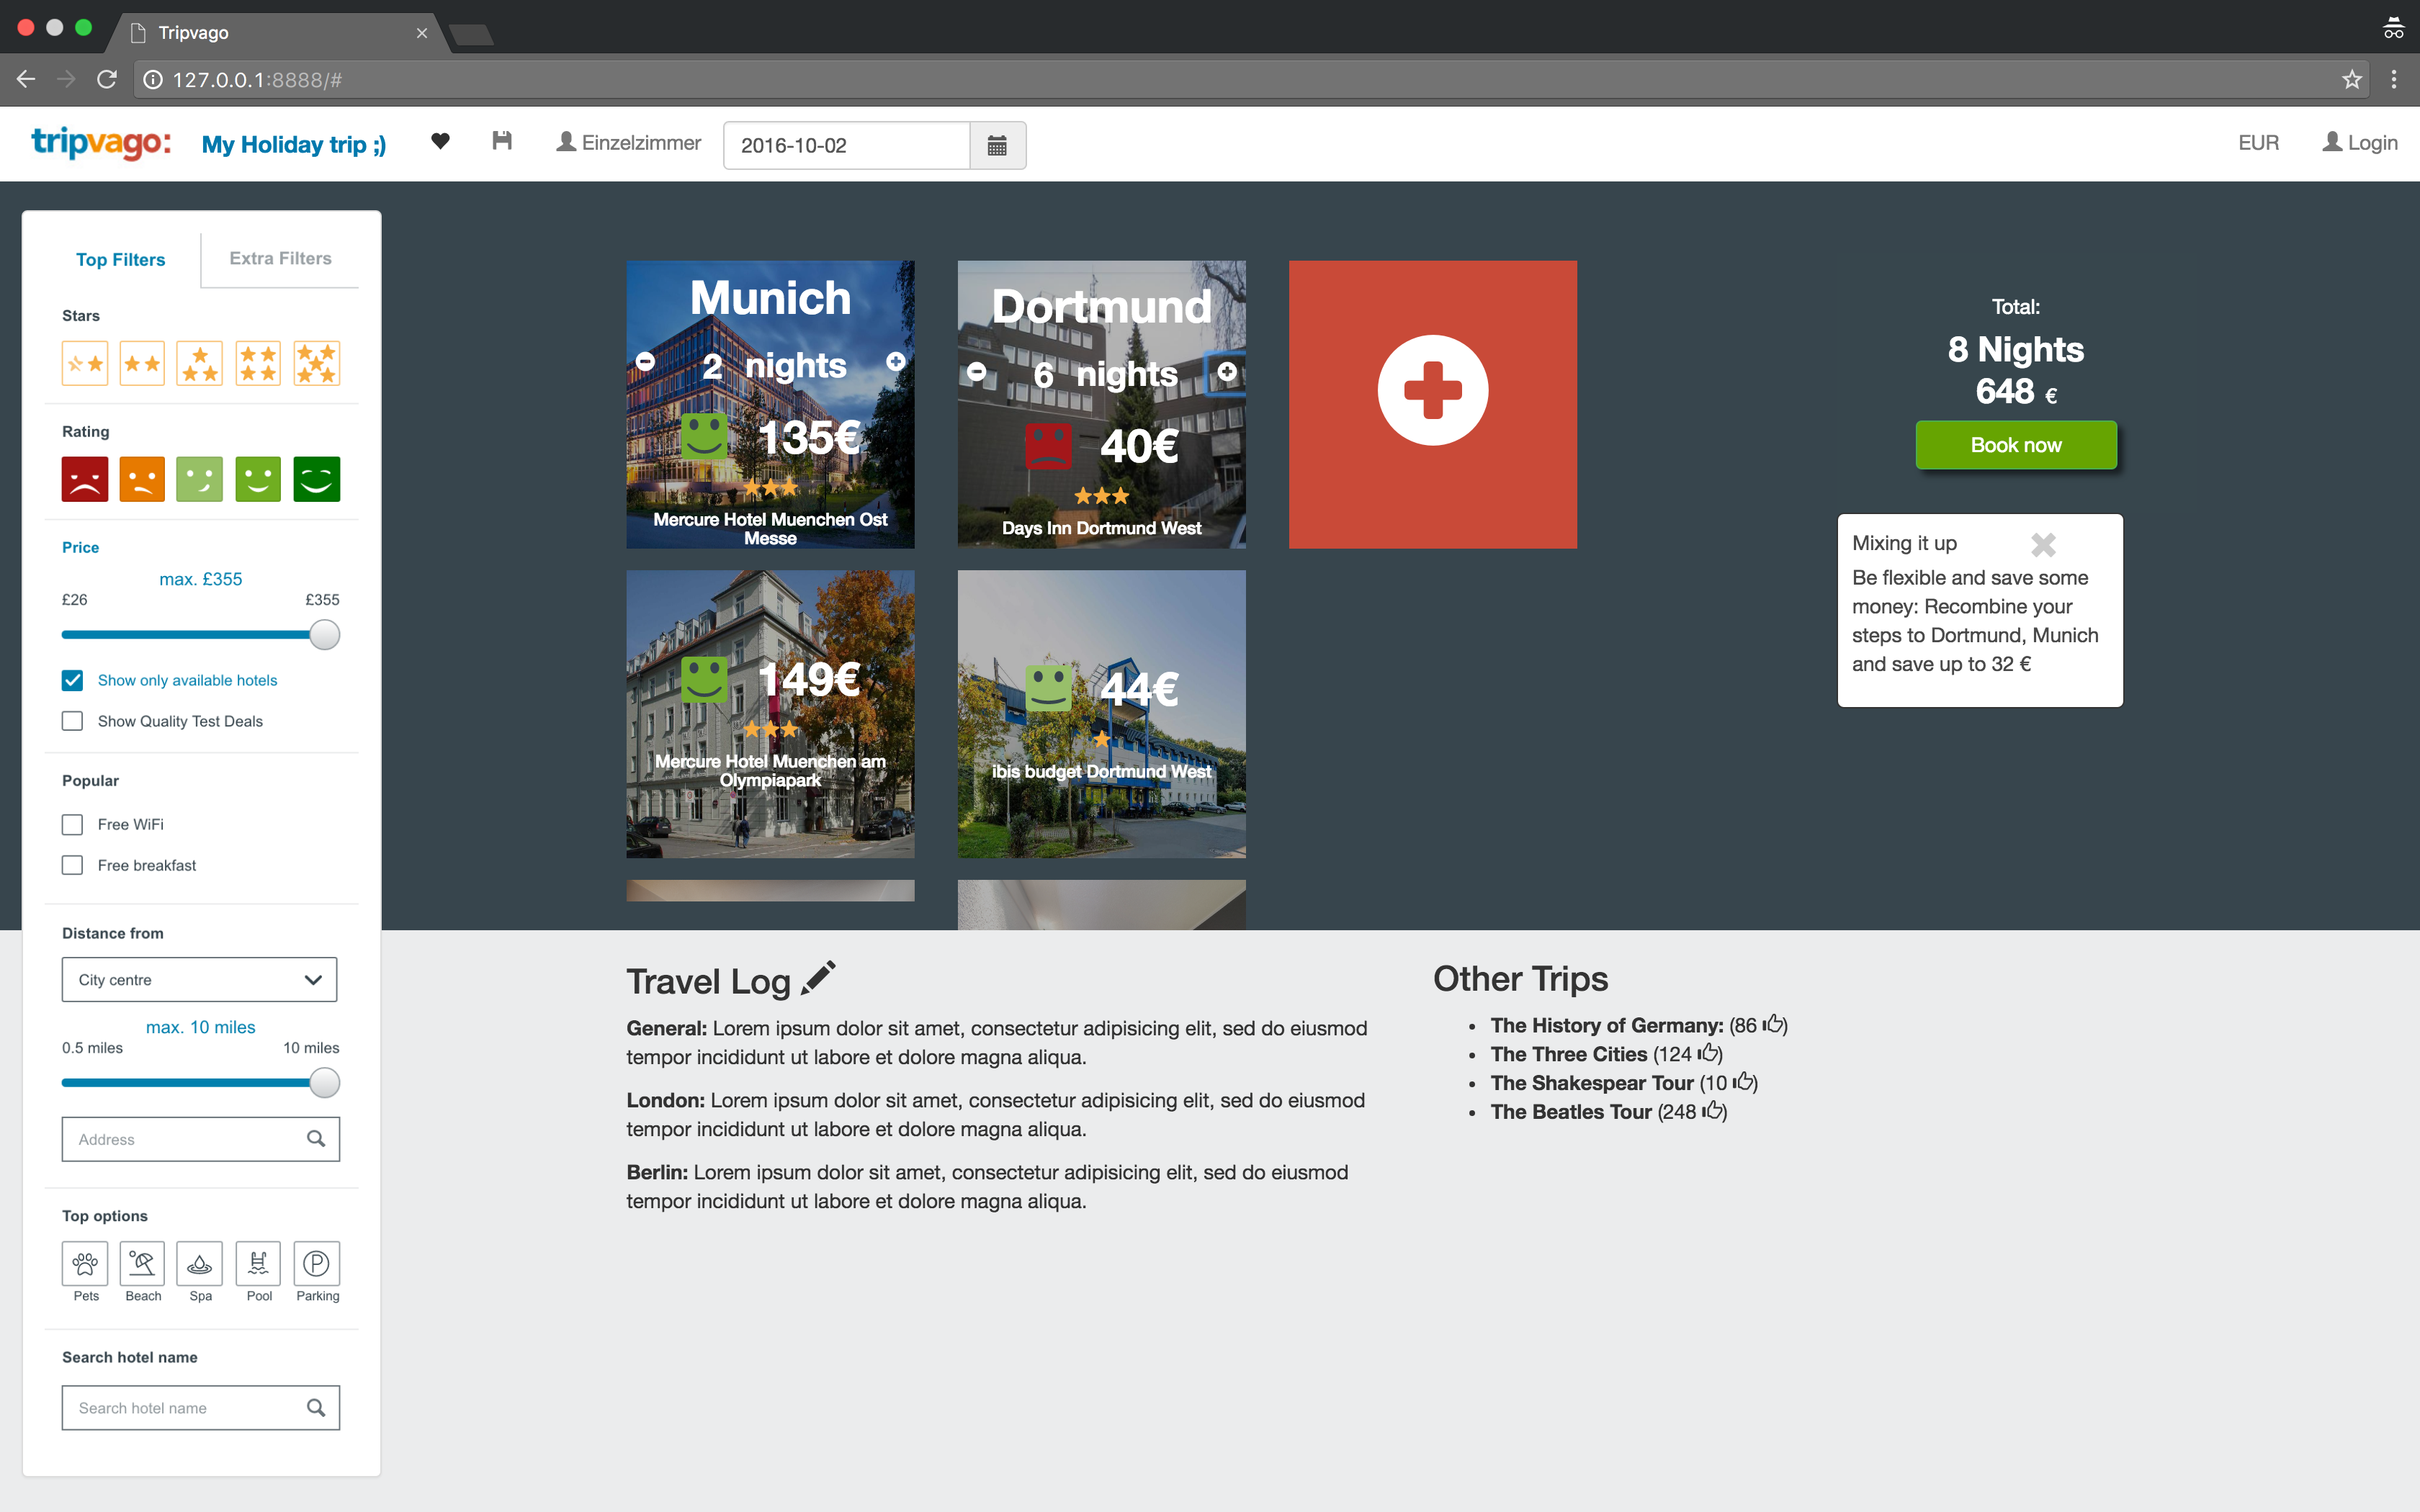 Tripvago
127.0.0.1:8888/#
tripvago:
My Holiday trip ;)
Einzelzimmer
2016-10-02
EUR
Login
Top Filters
Extra Filters
Stars
Rating
Price
max. £355
£26
£355
Show only available hotels
Show Quality Test Deals
Popular
Free WiFi
Free breakfast
Distance from
City centre
max. 10 miles
0.5 miles
10 miles
Address
Top options
Pets
Beach
Spa
Pool
P
Parking
Search hotel name
Search hotel name
Munich
2 nights
135€
Mercure Hotel Muenchen Ost
Messe
Dortmund
6 nights
40€
Days Inn Dortmund West
149€
Mercure Hotel Muenchen am
Olympiapark
44€
ibis budget Dortmund West
Total:
8 Nights
648 €
Book now
Mixing it up
Be flexible and save some
money: Recombine your
steps to Dortmund, Munich
and save up to 32 €
Travel Log
General: Lorem ipsum dolor sit amet, consectetur adipisicing elit, sed do eiusmod
tempor incididunt ut labore et dolore magna aliqua.
London: Lorem ipsum dolor sit amet, consectetur adipisicing elit, sed do eiusmod
tempor incididunt ut labore et dolore magna aliqua.
Berlin: Lorem ipsum dolor sit amet, consectetur adipisicing elit, sed do eiusmod
tempor incididunt ut labore et dolore magna aliqua.
Other Trips
• The History of Germany: (86)
• The Three Cities (124)
• The Shakespear Tour (10)
• The Beatles Tour (248)